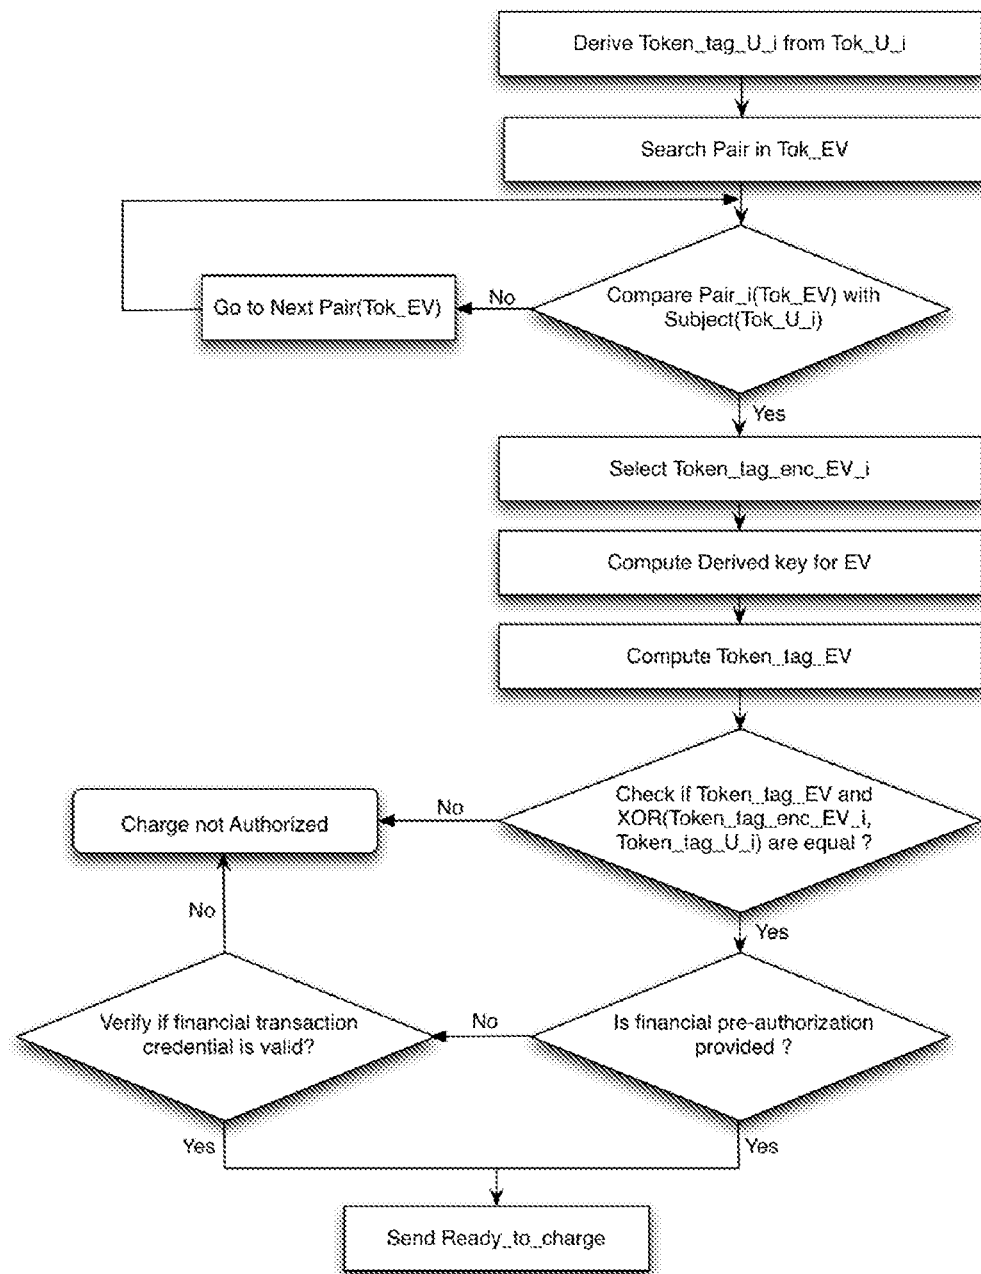 Derive Token_tag_U_i from Tok_U_i
Search Pair in Tok_EV
Compare Pair_i(Tok_EV) with
Subject(Tok_U_i)
No
Go to Next Pair(Tok_EV)
Yes
Select Token_tag_enc_EV_i
Compute Derived key for EV
Compute Token_tag_EV
Check if Token_tag_EV and
XOR(Token_tag_enc_EV_i,
Token_tag_U_i) are equal ?
No
Charge not Authorized
Yes
No
Is financial pre-authorization
provided ?
No
Verify if financial transaction
credential is valid?
Yes
Yes
Send Ready_to_charge